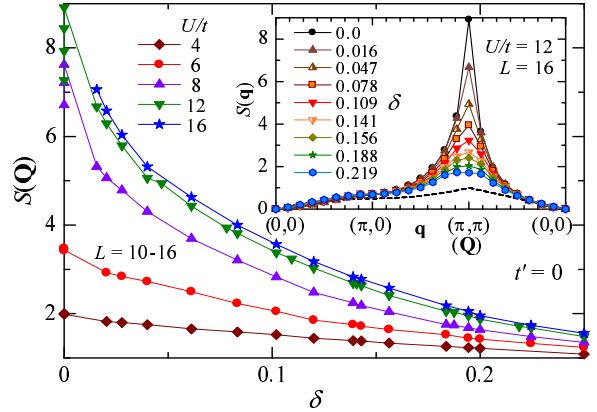 U/t
4
6
8
12
16
S(Q)
8
6
4
2
L = 10-16
t' = 0
0
0.1
0.2
δ
0.0
0.016
0.047
0.078
0.109
0.141
0.156
0.188
0.219
δ
U/t = 12
L = 16
S(q)
8
6
4
2
0
(0,0)
(π,0)
q
(π,π)
(Q)
(0,0)